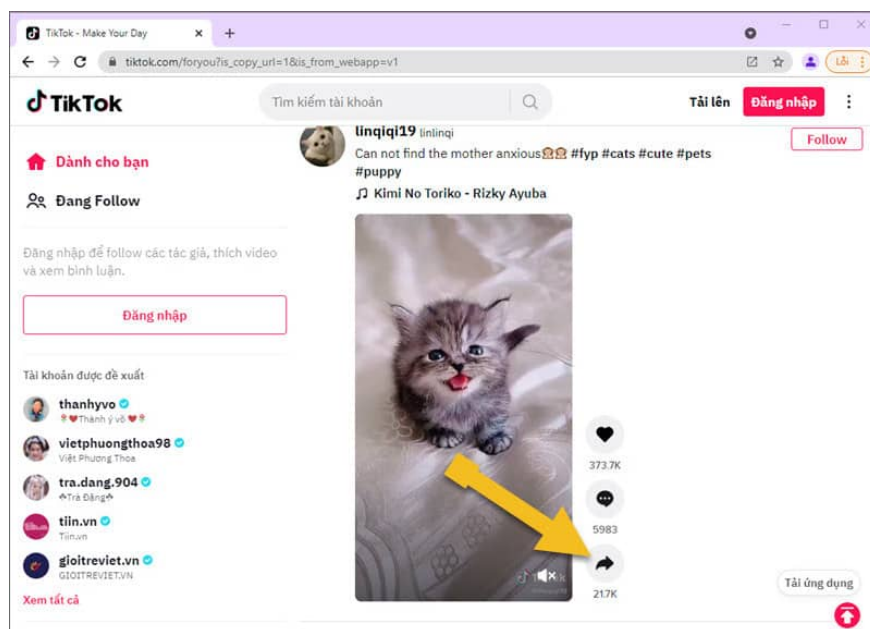 TikTok - Make Your Day
tiktok.com/foryou?is_copy_url=1&is_from_webapp=v1
Lỗi
TikTok
Tìm kiếm tài khoản
Tải lên
Đăng nhập
Dành cho bạn
Đang Follow
Đăng nhập để follow các tác giả, thích video
và xem bình luận.
Đăng nhập
Tài khoản được đề xuất
thanhyvo
Thánh ý võ
vietphuongthoa98
Việt Phương Thoa
tra.dang.904
Trà Đặng
tiin.vn
Tiin.vn
gioitreviet.vn
GIOITREVIET.VN
Xem tất cả
linqiqi19 linlinqi
Can not find the mother anxious🙊🙊 #fyp #cats #cute #pets
#puppy
Kimi No Toriko - Rizky Ayuba
Follow
373.7K
5983
21.7K
Tải ứng dụng